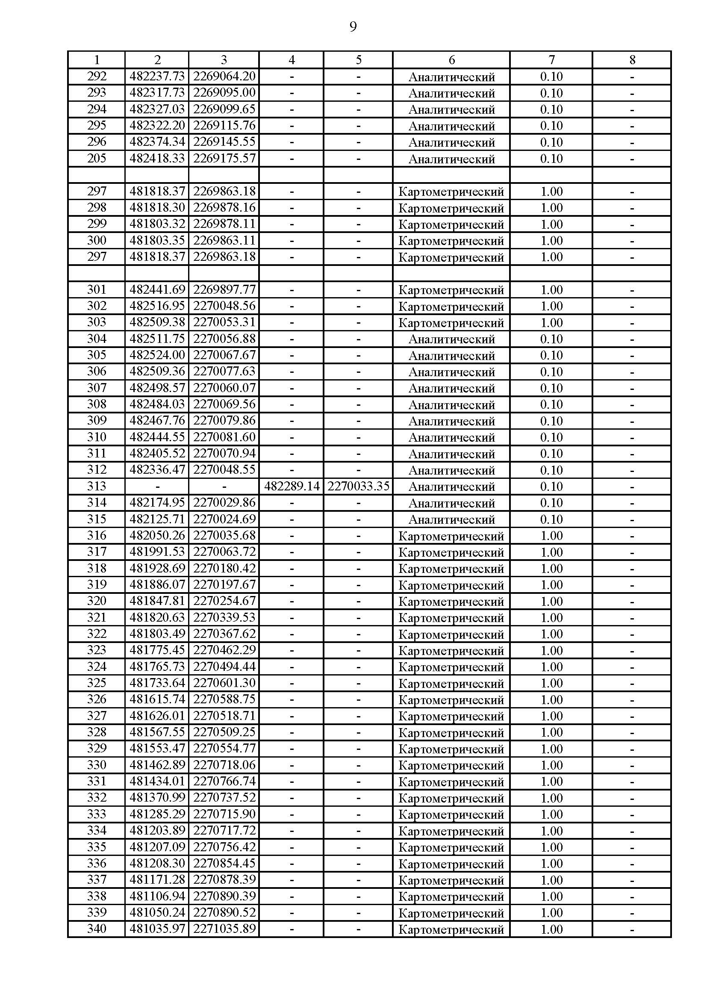 9
1 2 3 4 5 6 7 8
292 482237.73 2269064.20 - - Аналитический 0.10 -
293 482317.73 2269095.00 - - Аналитический 0.10 -
294 482327.03 2269099.65 - - Аналитический 0.10 -
295 482322.20 2269115.76 - - Аналитический 0.10 -
296 482374.34 2269145.55 - - Аналитический 0.10 -
205 482418.33 2269175.57 - - Аналитический 0.10 -
297 481818.37 2269863.18 - - Картометрический 1.00 -
298 481818.30 2269878.16 - - Картометрический 1.00 -
299 481803.32 2269878.11 - - Картометрический 1.00 -
300 481803.35 2269863.11 - - Картометрический 1.00 -
297 481818.37 2269863.18 - - Картометрический 1.00 -
301 482441.69 2269897.77 - - Картометрический 1.00 -
302 482516.95 2270048.56 - - Картометрический 1.00 -
303 482509.38 2270053.31 - - Картометрический 1.00 -
304 482511.75 2270056.88 - - Аналитический 0.10 -
305 482524.00 2270067.67 - - Аналитический 0.10 -
306 482509.36 2270077.63 - - Аналитический 0.10 -
307 482498.57 2270060.07 - - Аналитический 0.10 -
308 482484.03 2270069.56 - - Аналитический 0.10 -
309 482467.76 2270079.86 - - Аналитический 0.10 -
310 482444.55 2270081.60 - - Аналитический 0.10 -
311 482405.52 2270070.94 - - Аналитический 0.10 -
312 482336.47 2270048.55 - - Аналитический 0.10 -
313 - - 482289.14 2270033.35 Аналитический 0.10 -
314 482174.95 2270029.86 - - Аналитический 0.10 -
315 482125.71 2270024.69 - - Аналитический 0.10 -
316 482050.26 2270035.68 - - Картометрический 1.00 -
317 481991.53 2270063.72 - - Картометрический 1.00 -
318 481928.69 2270180.42 - - Картометрический 1.00 -
319 481886.07 2270197.67 - - Картометрический 1.00 -
320 481847.81 2270254.67 - - Картометрический 1.00 -
321 481820.63 2270339.53 - - Картометрический 1.00 -
322 481803.49 2270367.62 - - Картометрический 1.00 -
323 481775.45 2270462.29 - - Картометрический 1.00 -
324 481765.73 2270494.44 - - Картометрический 1.00 -
325 481733.64 2270601.30 - - Картометрический 1.00 -
326 481615.74 2270588.75 - - Картометрический 1.00 -
327 481626.01 2270518.71 - - Картометрический 1.00 -
328 481567.55 2270509.25 - - Картометрический 1.00 -
329 481553.47 2270554.77 - - Картометрический 1.00 -
330 481462.89 2270718.06 - - Картометрический 1.00 -
331 481434.01 2270766.74 - - Картометрический 1.00 -
332 481370.99 2270737.52 - - Картометрический 1.00 -
333 481285.29 2270715.90 - - Картометрический 1.00 -
334 481203.89 2270717.72 - - Картометрический 1.00 -
335 481207.09 2270756.42 - - Картометрический 1.00 -
336 481208.30 2270854.45 - - Картометрический 1.00 -
337 481171.28 2270878.39 - - Картометрический 1.00 -
338 481106.94 2270890.39 - - Картометрический 1.00 -
339 481050.24 2270890.52 - - Картометрический 1.00 -
340 481035.97 2271035.89 - - Картометрический 1.00 -